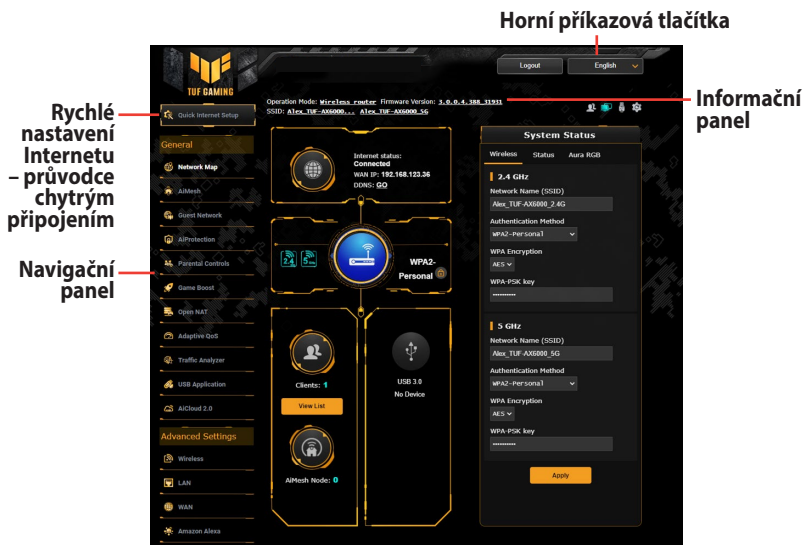 Horní příkazová tlačítka
TUF GAMING
Logout
English
Operation Mode: Wireless router Firmware Version: 3.0.0.4.388_31931
SSID: Alex_TUF-AX6000... Alex_TUF-AX6000_5G
Informační
panel
Rychlé
nastavení
Internetu
– průvodce
chytrým
připojením
Navigační
panel
Quick Internet Setup
General
Network Map
AiMesh
Guest Network
AiProtection
Parental Controls
Game Boost
Open NAT
Adaptive QoS
Traffic Analyzer
USB Application
AiCloud 2.0
Advanced Settings
Wireless
LAN
WAN
Amazon Alexa
Internet status:
Connected
WAN IP: 192.168.123.36
DDNS: GO
2.4
5
WPA2-
Personal
Clients: 1
View List
AiMesh Node: 0
USB 3.0
No Device
System Status
Wireless Status Aura RGB
2.4 GHz
Network Name (SSID)
Alex_TUF-AX6000_2.4G
Authentication Method
WPA2-Personal
WPA Encryption
AES
WPA-PSK key
••••••••••
5 GHz
Network Name (SSID)
Alex_TUF-AX6000_5G
Authentication Method
WPA2-Personal
WPA Encryption
AES
WPA-PSK key
••••••••••
Apply